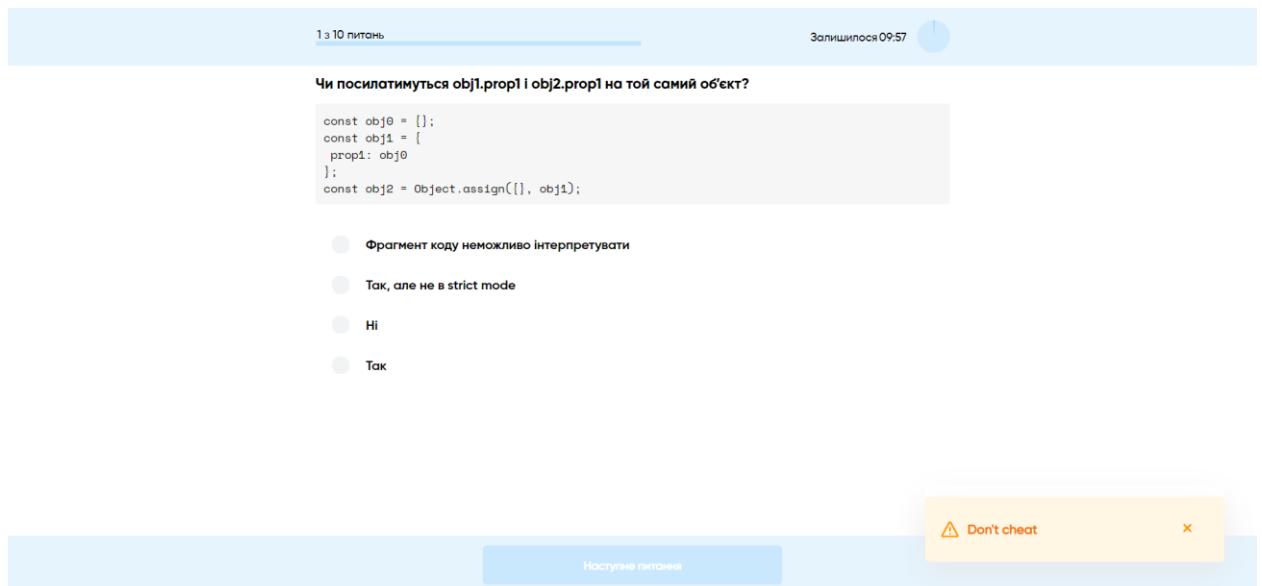 1 з 10 питань
Залишилося 09:57
Чи посилатимуться obj1.prop1 і obj2.prop1 на той самий об’єкт?
const obj0 = [];
const obj1 = {
prop1: obj0
};
const obj2 = Object.assign([], obj1);
Фрагмент коду неможливо інтерпретувати
Так, але не в strict mode
Ні
Так
Don't cheat
Наступне питання